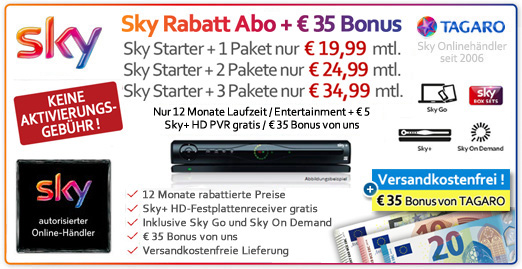 sky
Sky Rabatt Abo + € 35 Bonus
TAGARO
Sky Onlinehändler
seit 2006
Sky Starter + 1 Paket nur € 19,99 mtl.
Sky Starter + 2 Pakete nur € 24,99 mtl.
Sky Starter + 3 Pakete nur € 34,99 mtl.
KEINE
AKTIVIERUNGS-
GEBÜHR !
Nur 12 Monate Laufzeit / Entertainment + € 5
Sky+ HD PVR gratis / € 35 Bonus von uns
Sky Go
sky
BOX SETS
Sky+
Sky On Demand
Abbildungsbeispiel
sky
autorisierter
Online-Händler
12 Monate rabattierte Preise
Sky+ HD-Festplattenreceiver gratis
Inklusive Sky Go und Sky On Demand
€ 35 Bonus von uns
Versandkostenfreie Lieferung
+
Versandkostenfrei !
€ 35 Bonus von TAGARO
5
10
20